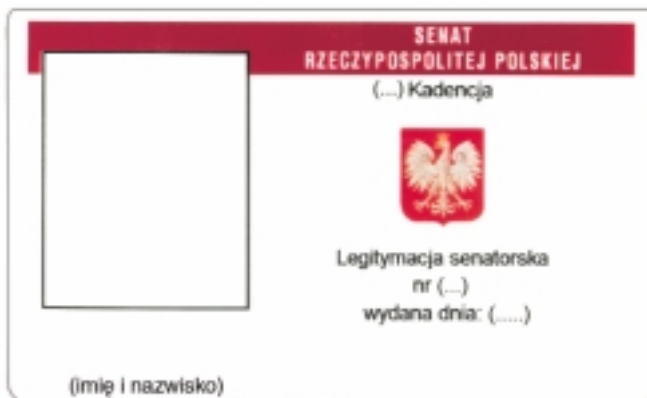 SENAT
RZECZYPOSPOLITEJ POLSKIEJ
(...) Kadencja
Legitymacja senatorska
nr (...)
wydana dnia: (.....)
(imię i nazwisko)